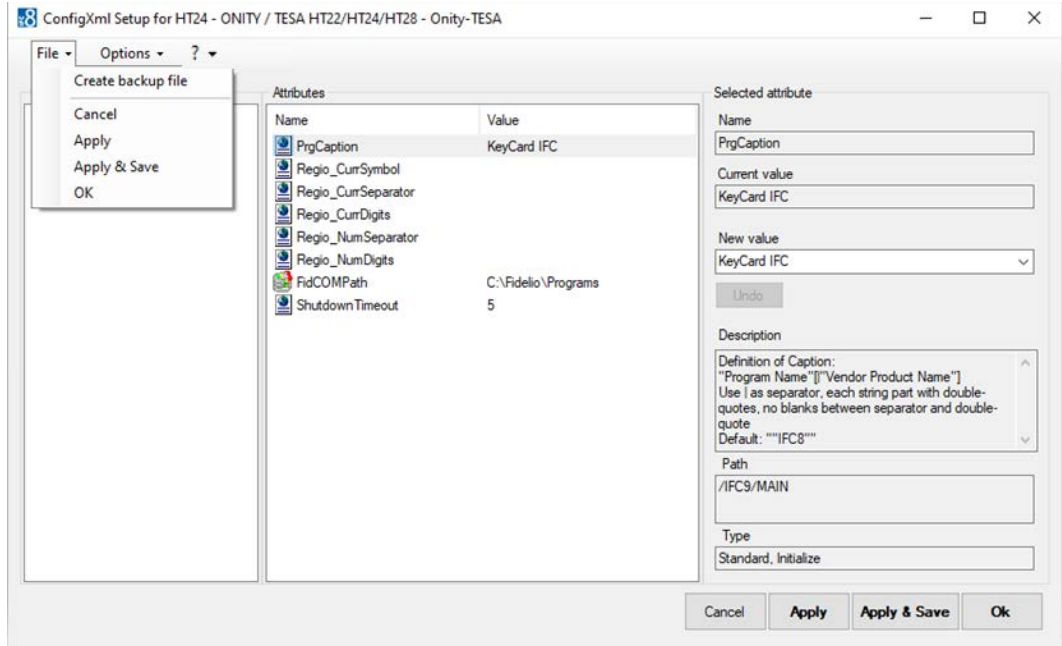 ConfigXml Setup for HT24 - ONITY / TESA HT22/HT24/HT28 - Onity-TESA
File Options ?
Create backup file
Cancel
Apply
Apply & Save
OK
Attributes
Name Value
PrgCaption KeyCard IFC
Regio_CurrSymbol
Regio_CurrSeparator
Regio_CurrDigits
Regio_NumSeparator
Regio_NumDigits
FidCOMPath C:\Fidelio\Programs
ShutdownTimeout 5
Selected attribute
Name
PrgCaption
Current value
KeyCard IFC
New value
KeyCard IFC
Undo
Description
Definition of Caption:
"Program Name"[|"Vendor Product Name"]
Use | as separator, each string part with double-
quotes, no blanks between separator and double-
quote
Default: ""IFC8""
Path
/IFC9/MAIN
Type
Standard, Initialize
Cancel Apply Apply & Save Ok